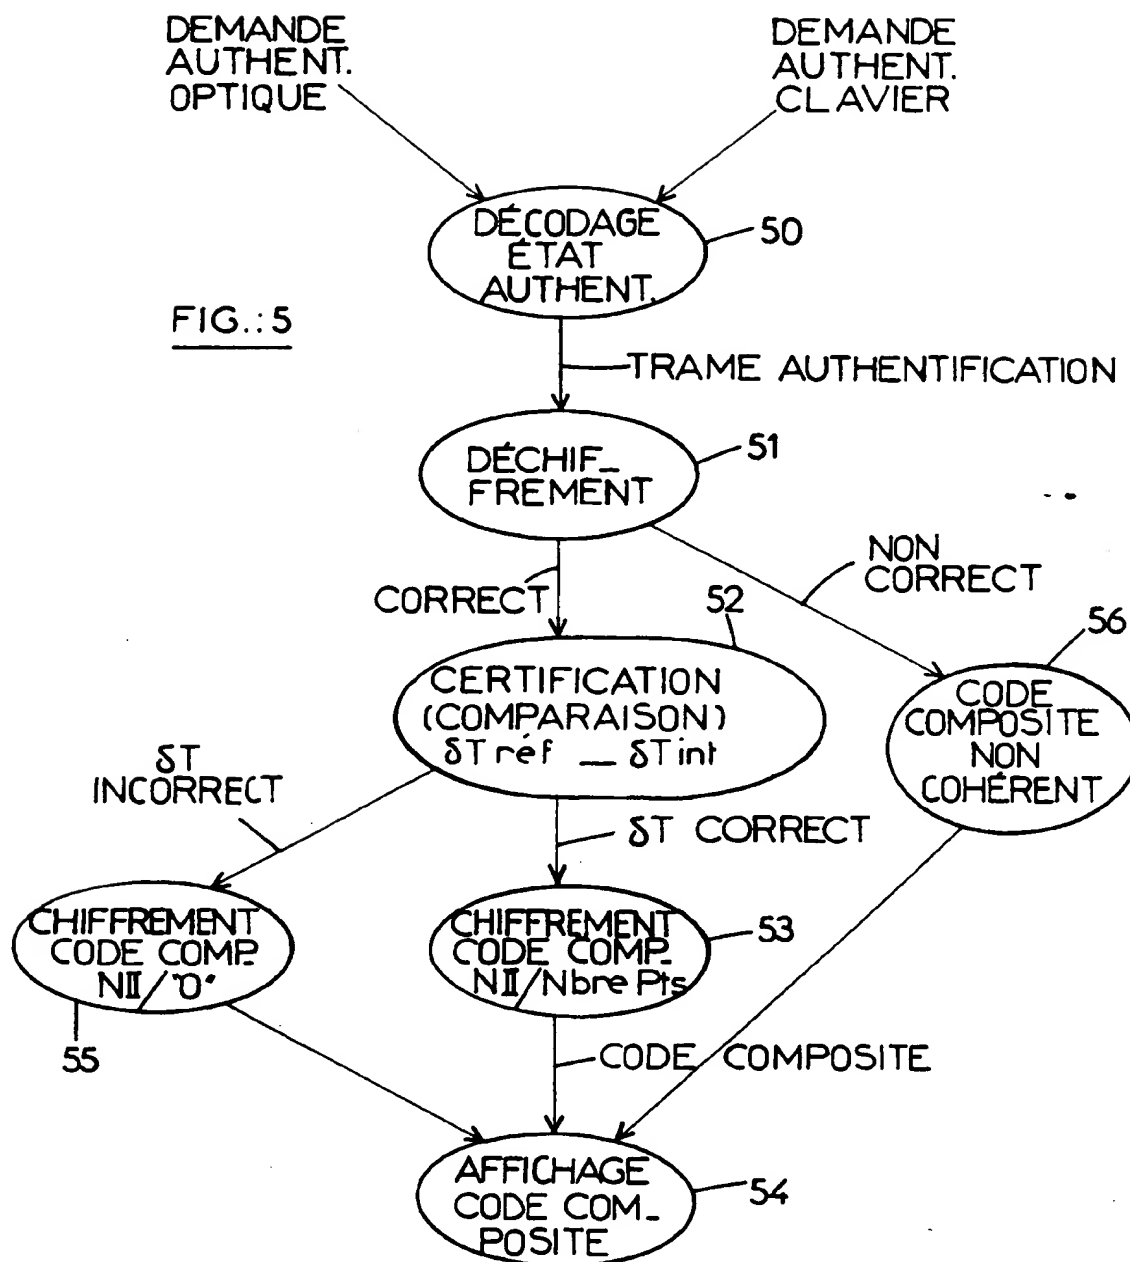 DEMANDE
AUTHENT.
OPTIQUE
DEMANDE
AUTHENT.
CLAVIER
DÉCODAGE
ÉTAT
AUTHENT.
50
FIG.: 5
TRAME AUTHENTIFICATION
DÉCHIF_
FREMENT
51
CORRECT
NON
CORRECT
52
CERTIFICATION
(COMPARAISON)
δT réf _ δT int
56
CODE
COMPOSITE
NON
COHÉRENT
δT
INCORRECT
δT CORRECT
CHIFFREMENT
CODE COMP.
NII/"0"
55
CHIFFREMENT
CODE COMP_
NII/Nbre Pts
53
CODE COMPOSITE
AFFICHAGE
CODE COM_
POSITE
54